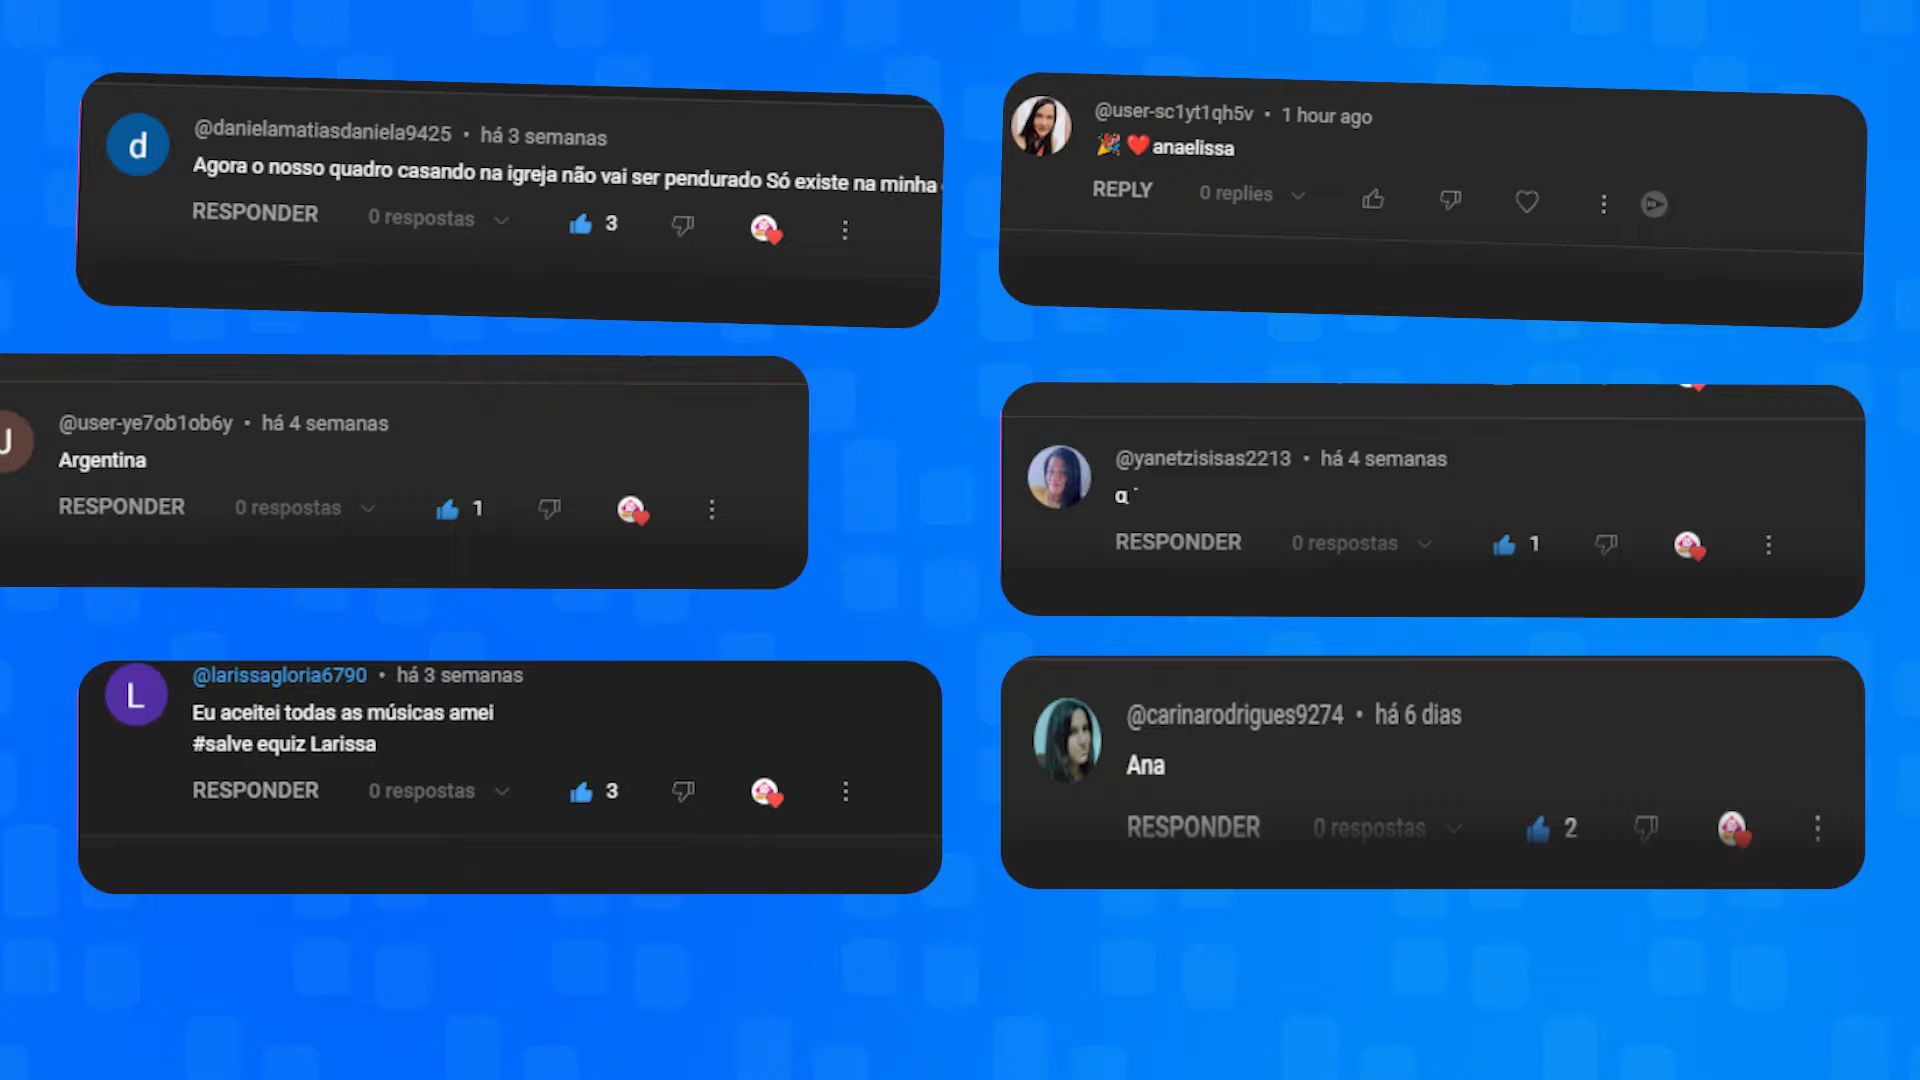 d
@danielamatiasdaniela9425 • há 3 semanas
Agora o nosso quadro casando na igreja não vai ser pendurado Só existe na minha
RESPONDER 0 respostas 3
@user-sc1yt1qh5v • 1 hour ago
🎉❤️anaelissa
REPLY 0 replies
J
@user-ye7ob1ob6y • há 4 semanas
Argentina
RESPONDER 0 respostas 1
@yanetzisisas2213 • há 4 semanas
RESPONDER 0 respostas 1
L
@larissagloria6790 • há 3 semanas
Eu aceitei todas as músicas amei
#salve equiz Larissa
RESPONDER 0 respostas 3
@carinarodrigues9274 • há 6 dias
Ana
RESPONDER 0 respostas 2